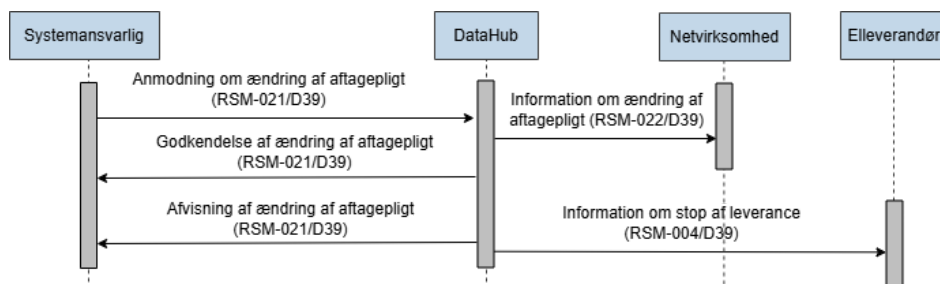 Systemansvarlig
DataHub
Netvirksomhed
Elleverandør
Anmodning om ændring af aftagepligt
(RSM-021/D39)
Information om ændring af
aftagepligt (RSM-022/D39)
Godkendelse af ændring af aftagepligt
(RSM-021/D39)
Afvisning af ændring af aftagepligt
(RSM-021/D39)
Information om stop af leverance
(RSM-004/D39)